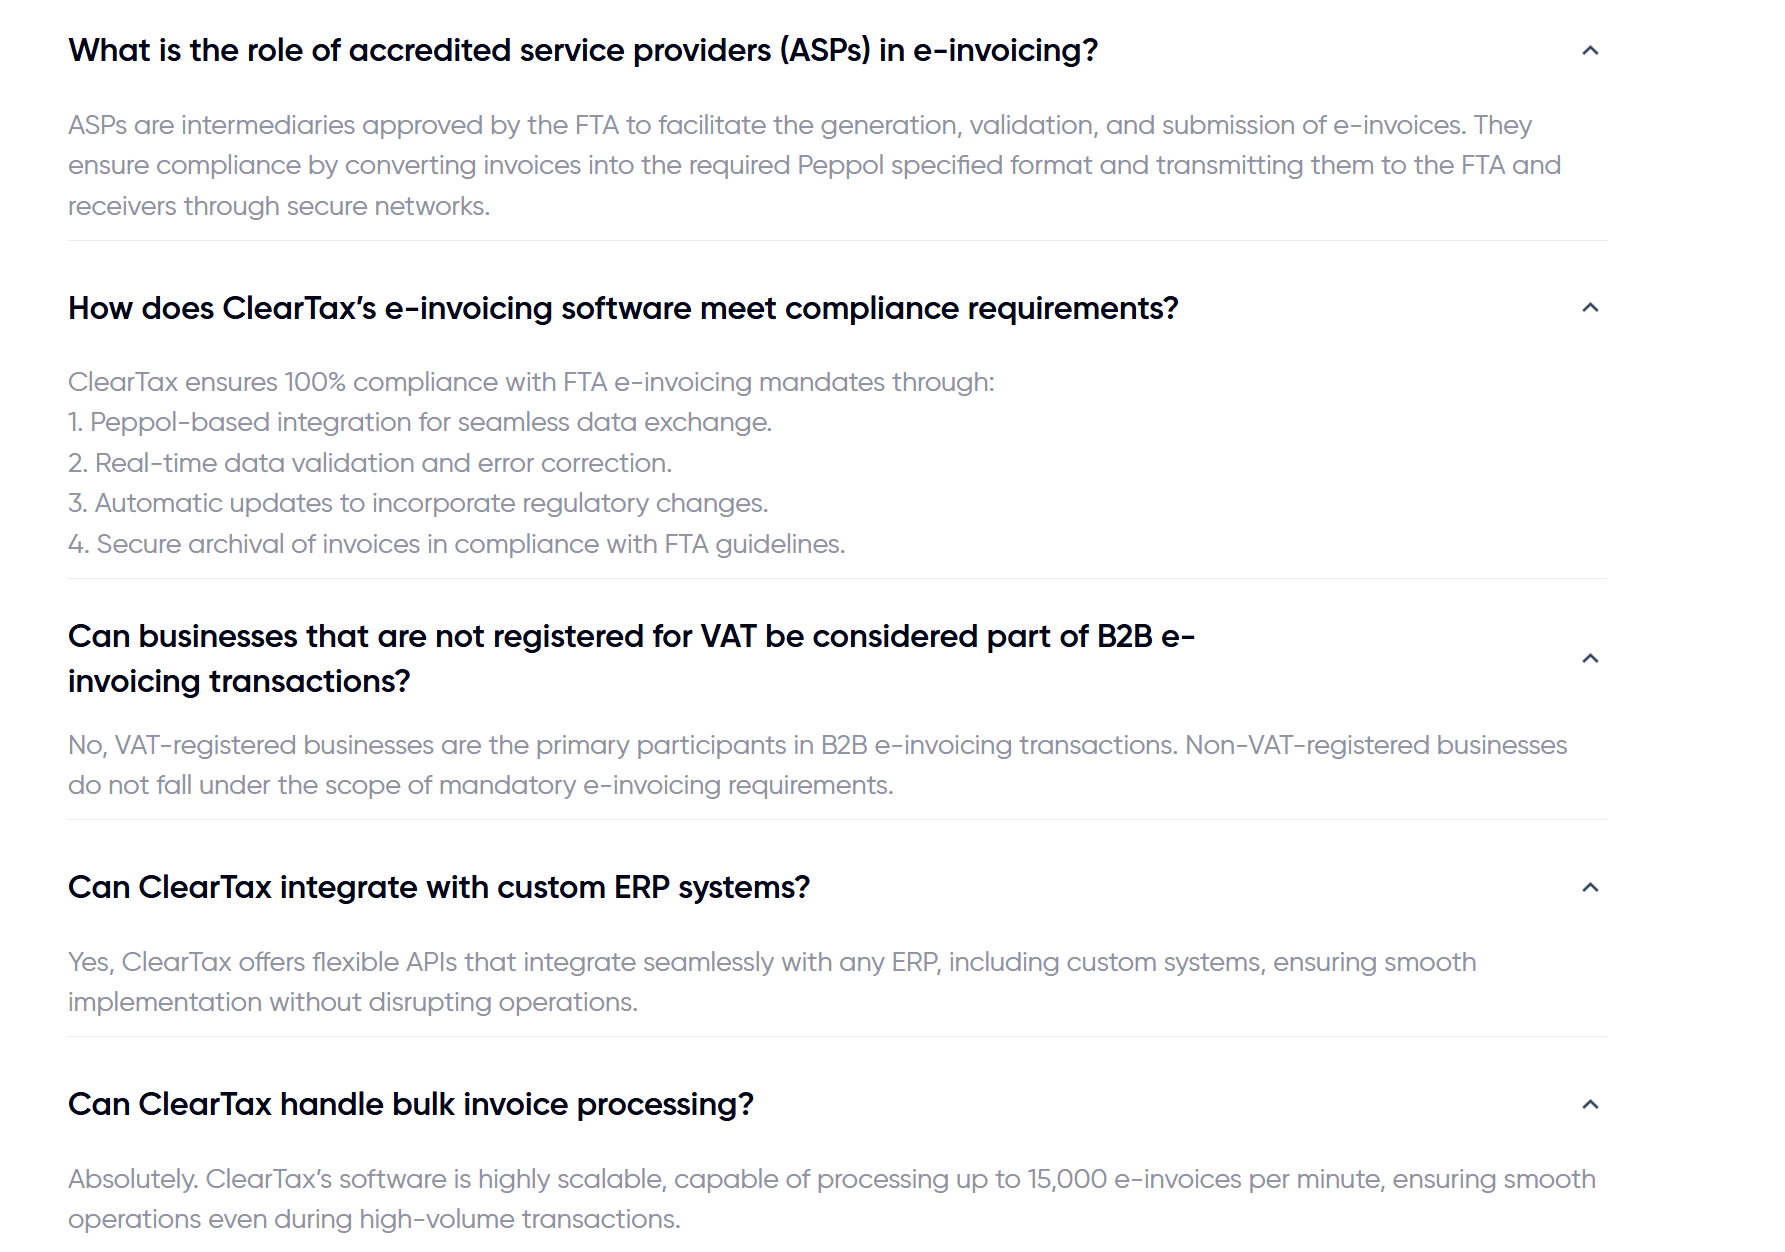 What is the role of accredited service providers (ASPs) in e-invoicing?
ASPs are intermediaries approved by the FTA to facilitate the generation, validation, and submission of e-invoices. They
ensure compliance by converting invoices into the required Peppol specified format and transmitting them to the FTA and
receivers through secure networks.
How does ClearTax’s e-invoicing software meet compliance requirements?
ClearTax ensures 100% compliance with FTA e-invoicing mandates through:
1. Peppol-based integration for seamless data exchange.
2. Real-time data validation and error correction.
3. Automatic updates to incorporate regulatory changes.
4. Secure archival of invoices in compliance with FTA guidelines.
Can businesses that are not registered for VAT be considered part of B2B e-
invoicing transactions?
No, VAT-registered businesses are the primary participants in B2B e-invoicing transactions. Non-VAT-registered businesses
do not fall under the scope of mandatory e-invoicing requirements.
Can ClearTax integrate with custom ERP systems?
Yes, ClearTax offers flexible APIs that integrate seamlessly with any ERP, including custom systems, ensuring smooth
implementation without disrupting operations.
Can ClearTax handle bulk invoice processing?
Absolutely. ClearTax’s software is highly scalable, capable of processing up to 15,000 e-invoices per minute, ensuring smooth
operations even during high-volume transactions.